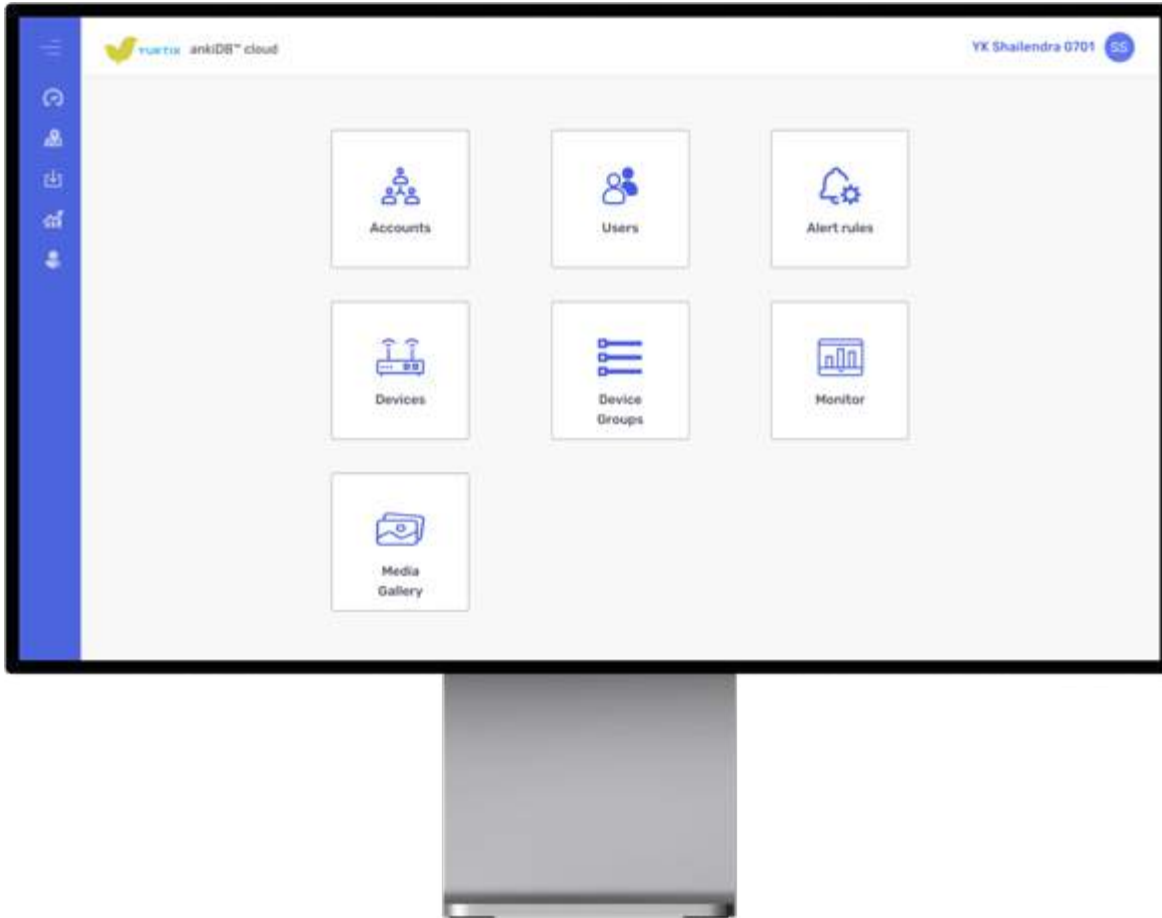 YUKTIX ankiDB™ cloud
YK Shailendra 0701 SS
Accounts
Users
Alert rules
Devices
Device
Groups
Monitor
Media
Gallery